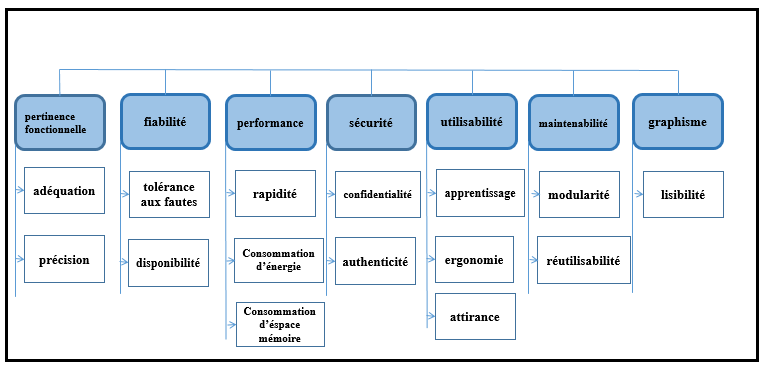 pertinence
fonctionnelle
fiabilité
performance
sécurité
utilisabilité
maintenabilité
graphisme
adéquation
tolérance
aux fautes
rapidité
confidentialité
apprentissage
modularité
lisibilité
précision
disponibilité
Consommation
d'énergie
authenticité
ergonomie
réutilisabilité
Consommation
d'éspace
mémoire
attirance